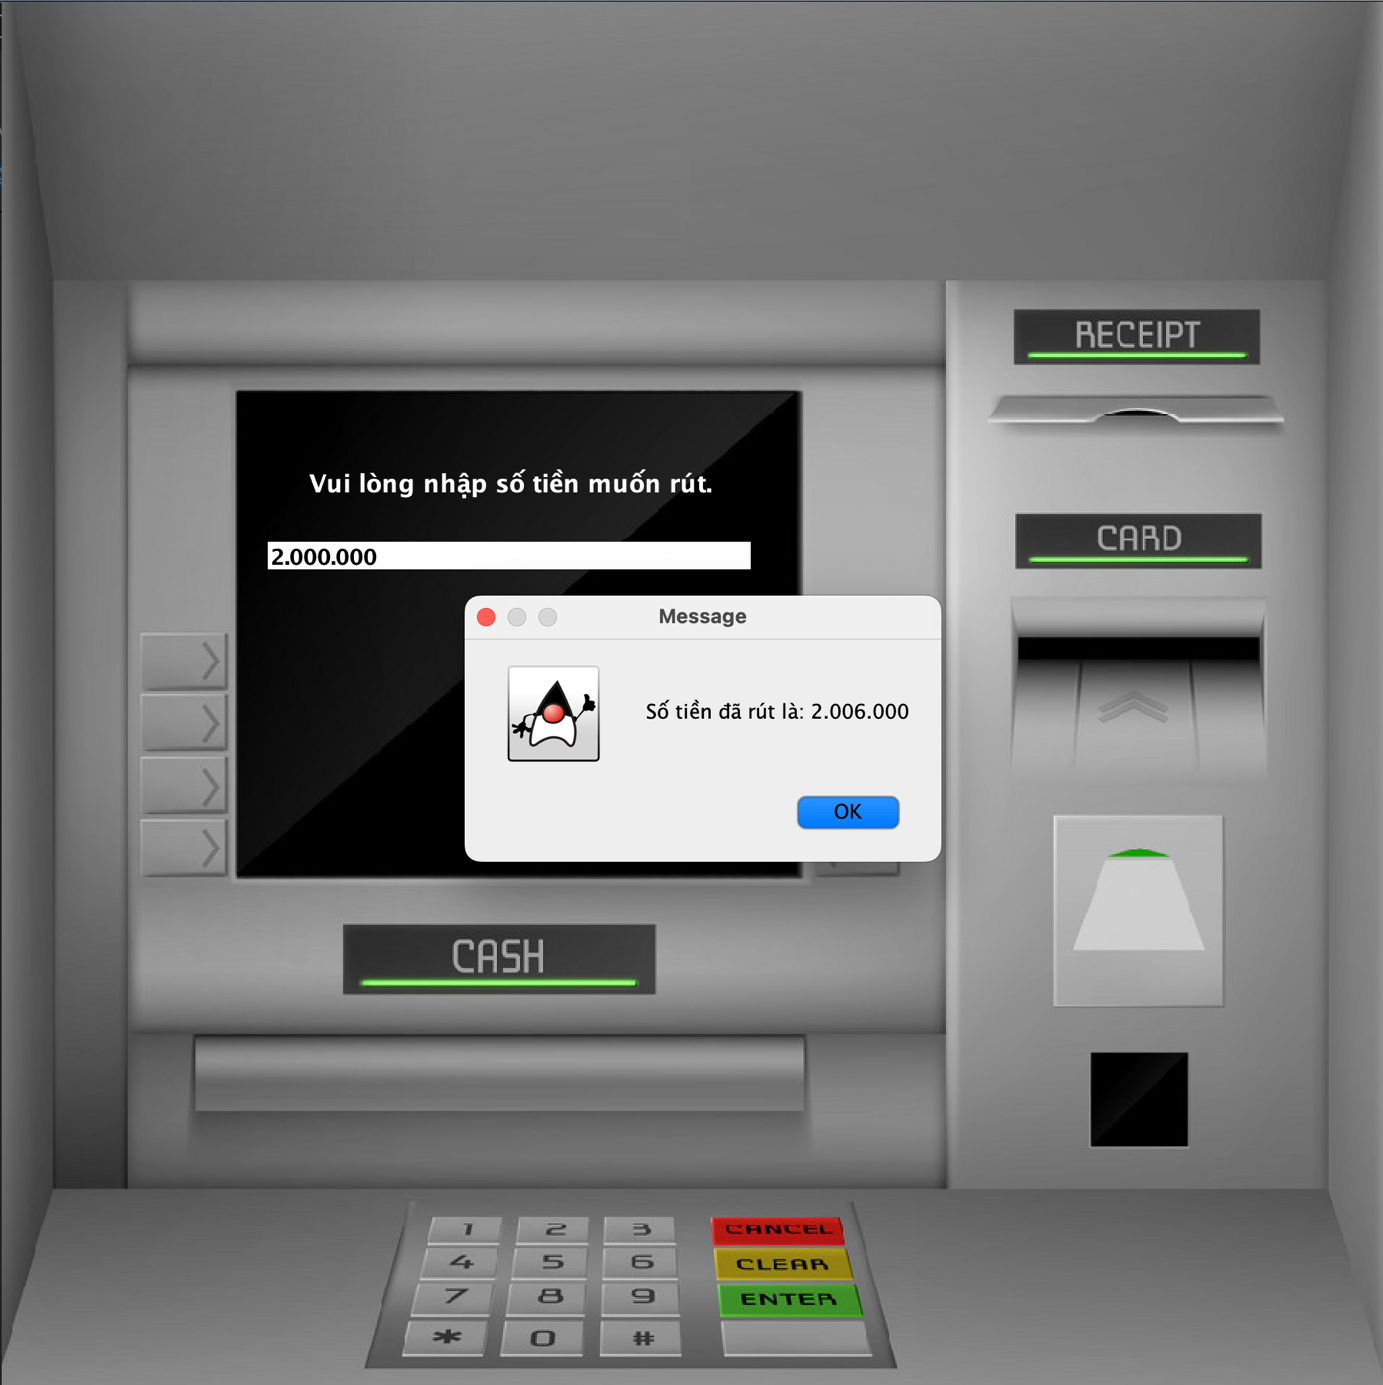 RECEIPT
Vui lòng nhập số tiền muốn rút.
2.000.000
CARD
Message
Số tiền đã rút là: 2.006.000
OK
CASH
1 2 3 CANCEL
4 5 6 CLEAR
7 8 9 ENTER
* 0 #